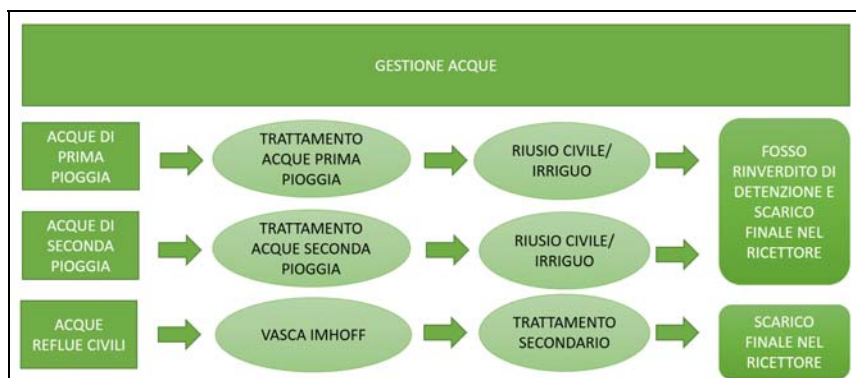 GESTIONE ACQUE
ACQUE DI
PRIMA
PIOGGIA
TRATTAMENTO
ACQUE PRIMA
PIOGGIA
RIUSIO CIVILE/
IRRIGUO
FOSSO
RINVERDITO DI
DETENZIONE E
SCARICO
FINALE NEL
RICETTORE
ACQUE DI
SECONDA
PIOGGIA
TRATTAMENTO
ACQUE SECONDA
PIOGGIA
RIUSIO CIVILE/
IRRIGUO
ACQUE
REFLUE CIVILI
VASCA IMHOFF
TRATTAMENTO
SECONDARIO
SCARICO
FINALE NEL
RICETTORE